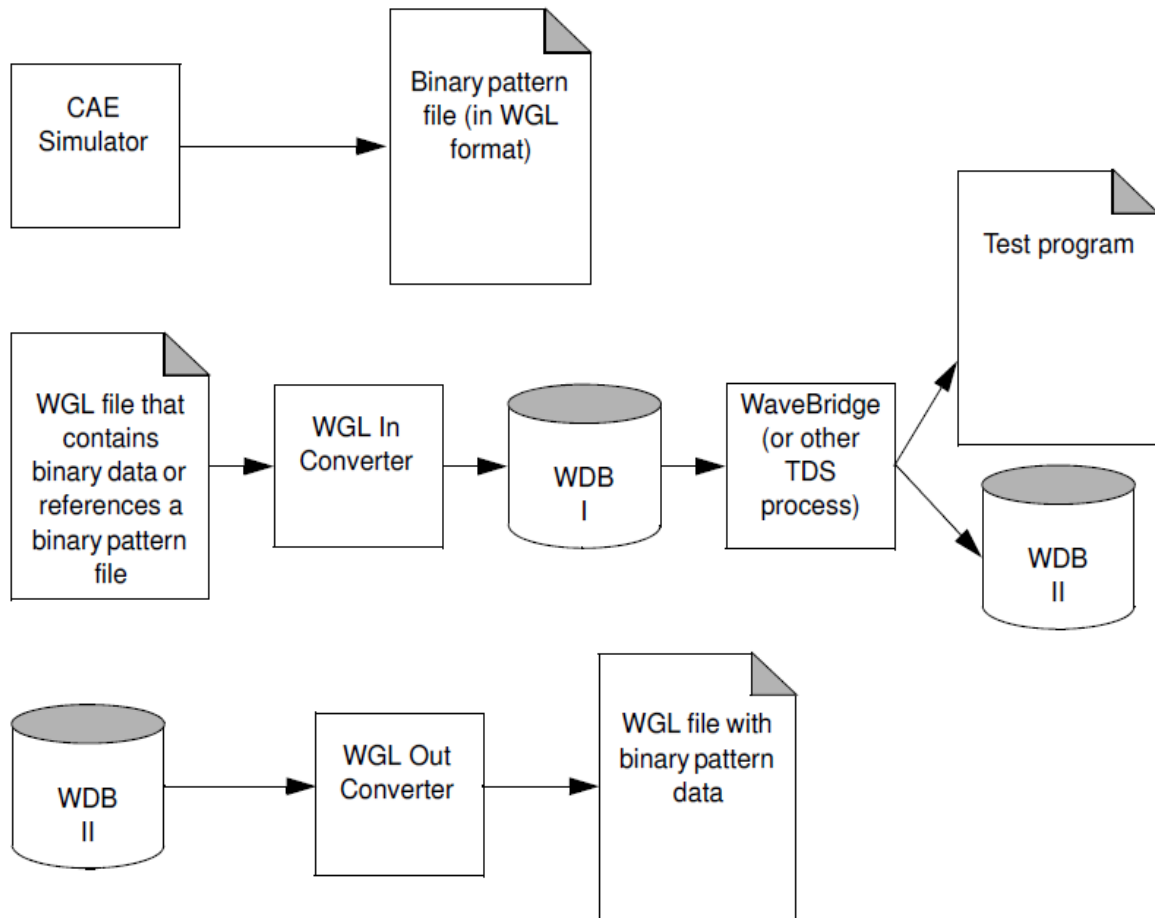 CAE
Simulator
Binary pattern
file (in WGL
format)
Test program
WGL file that
contains
binary data or
references a
binary pattern
file
WGL In
Converter
WDB
I
WaveBridge
(or other
TDS
process)
WDB
II
WDB
II
WGL Out
Converter
WGL file with
binary pattern
data